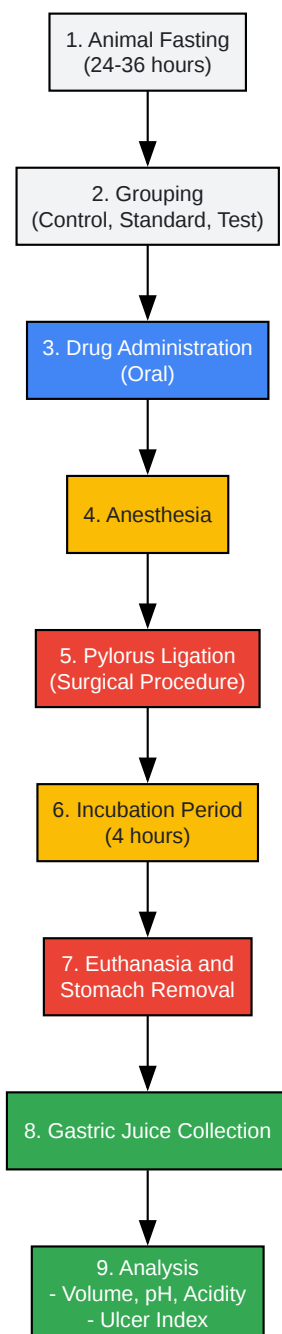 1. Animal Fasting
(24-36 hours)
2. Grouping
(Control, Standard, Test)
3. Drug Administration
(Oral)
4. Anesthesia
5. Pylorus Ligation
(Surgical Procedure)
6. Incubation Period
(4 hours)
7. Euthanasia and
Stomach Removal
8. Gastric Juice Collection
9. Analysis
- Volume, pH, Acidity
- Ulcer Index